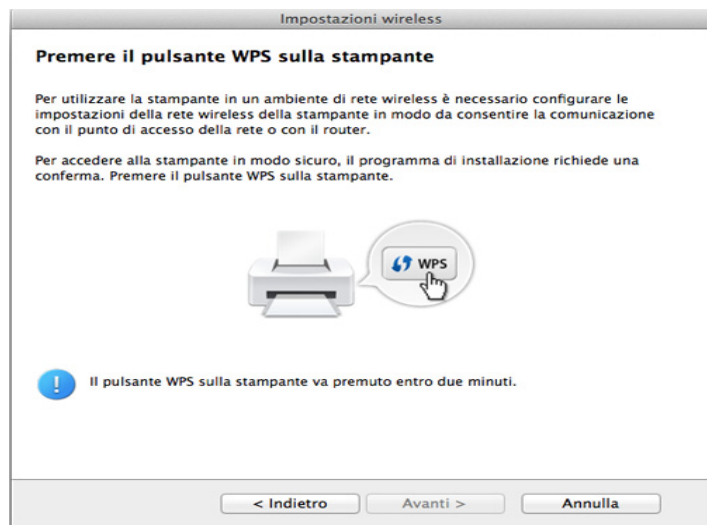 Impostazioni wireless
Premere il pulsante WPS sulla stampante
Per utilizzare la stampante in un ambiente di rete wireless è necessario configurare le
impostazioni della rete wireless della stampante in modo da consentire la comunicazione
con il punto di accesso della rete o con il router.
Per accedere alla stampante in modo sicuro, il programma di installazione richiede una
conferma. Premere il pulsante WPS sulla stampante.
WPS
Il pulsante WPS sulla stampante va premuto entro due minuti.
< Indietro
Avanti >
Annulla